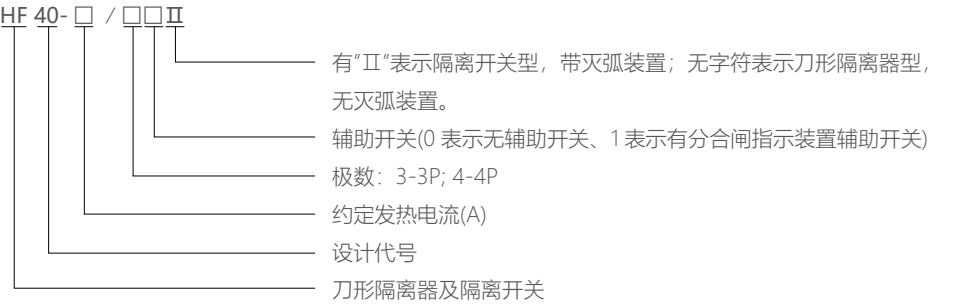 HF 40- □ / □□Ⅱ
有"Ⅱ"表示隔离开关型，带灭弧装置；无字符表示刀形隔离器型，
无灭弧装置。
辅助开关(0 表示无辅助开关、1表示有分合闸指示装置辅助开关)
极数：3-3P; 4-4P
约定发热电流(A)
设计代号
刀形隔离器及隔离开关